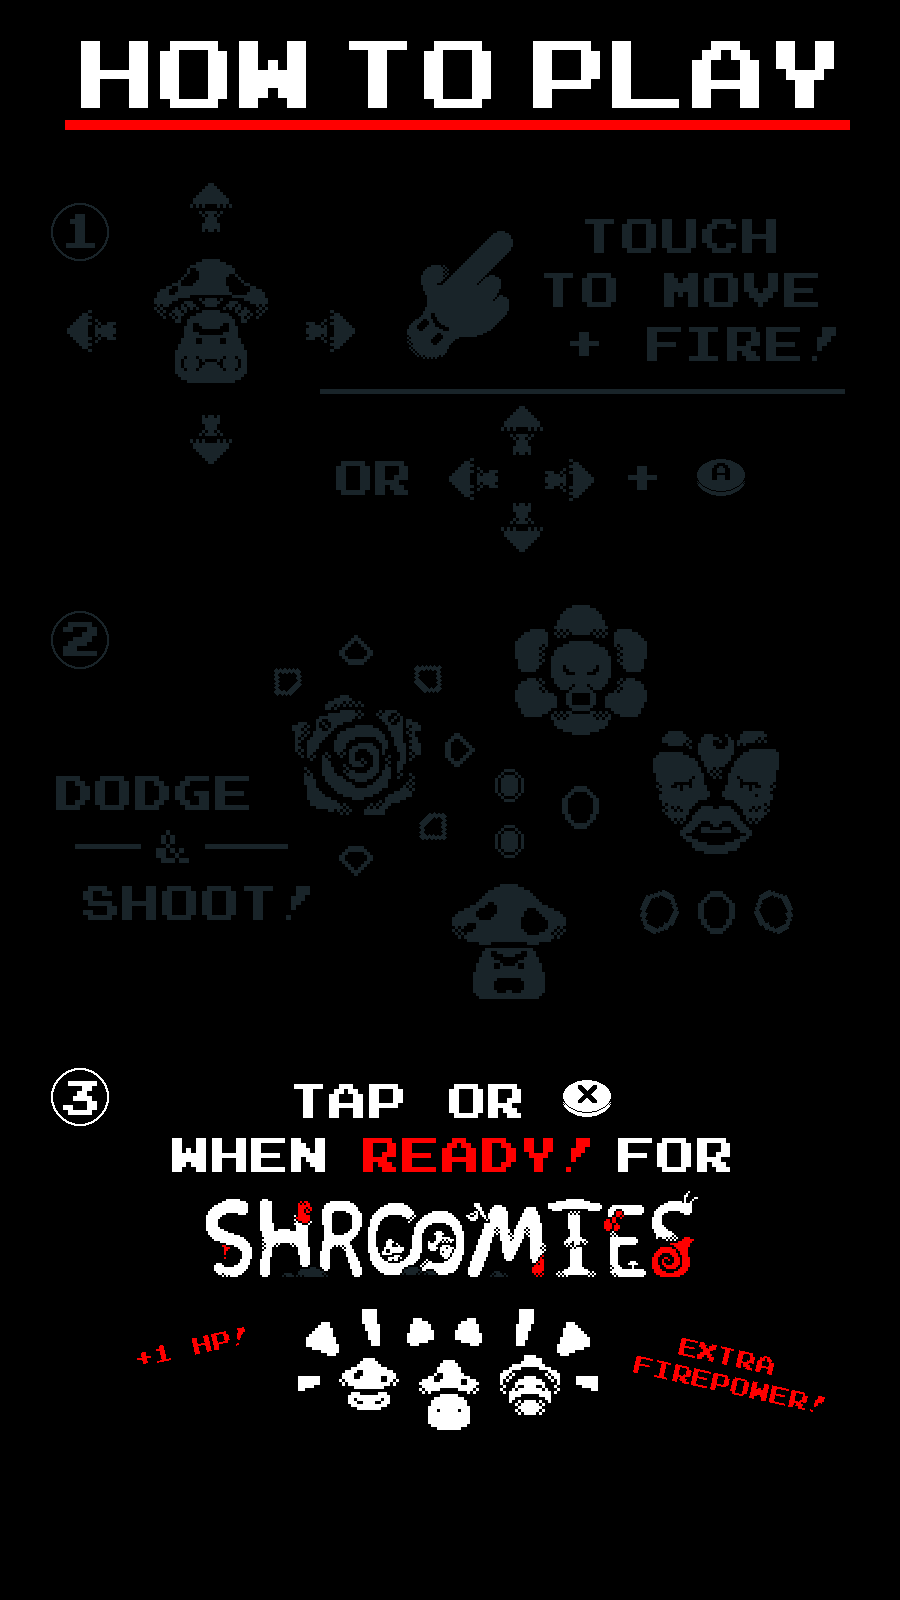 HOW TO PLAY
1
TOUCH
TO MOVE
+ FIRE!
OR + A
2
DODGE
&
SHOOT!
3
TAP OR X
WHEN READY! FOR
SHROOMIES
+1 HP!
EXTRA
FIREPOWER!